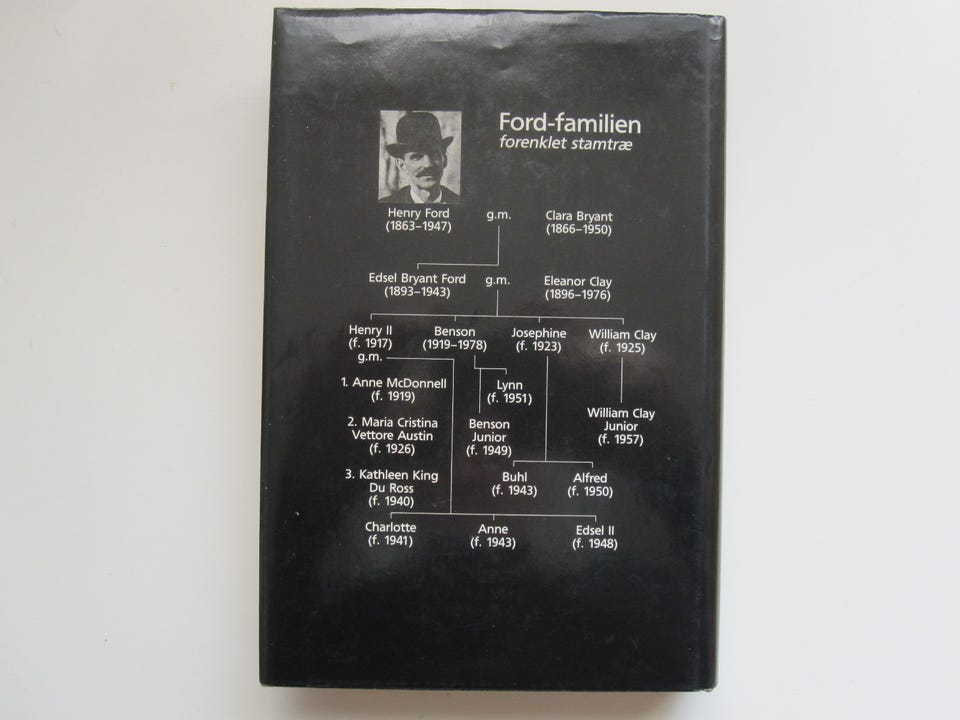 Ford-familien
forenklet stamtræ
Henry Ford
(1863–1947)
g.m.
Clara Bryant
(1866–1950)
Edsel Bryant Ford
(1893–1943)
g.m.
Eleanor Clay
(1896–1976)
Henry II
(f. 1917)
g.m.
Benson
(1919–1978)
Josephine
(f. 1923)
William Clay
(f. 1925)
1. Anne McDonnell
(f. 1919)
2. Maria Cristina
Vettore Austin
(f. 1926)
3. Kathleen King
Du Ross
(f. 1940)
Lynn
(f. 1951)
Benson
Junior
(f. 1949)
William Clay
Junior
(f. 1957)
Buhl
(f. 1943)
Alfred
(f. 1950)
Charlotte
(f. 1941)
Anne
(f. 1943)
Edsel II
(f. 1948)